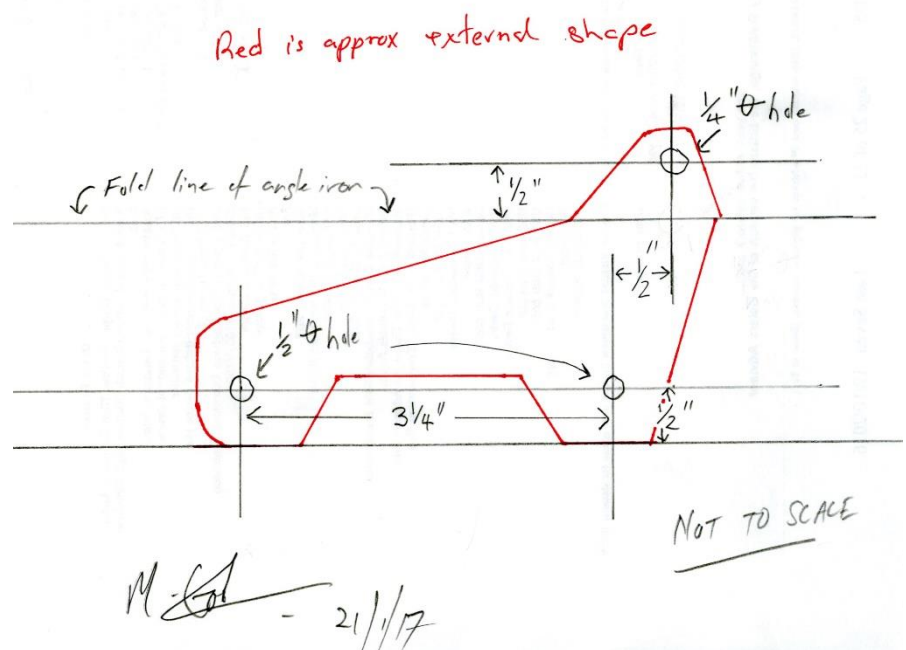 Red is approx external shape
1/4" θ hole
Fold line of angle iron
1/2"
1/2"
1/2" θ hole
3 1/4"
1/2"
NOT TO SCALE
21/1/17